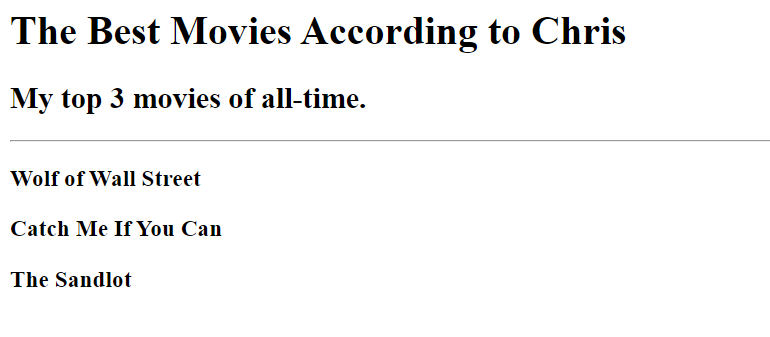 The Best Movies According to Chris
My top 3 movies of all-time.
Wolf of Wall Street
Catch Me If You Can
The Sandlot